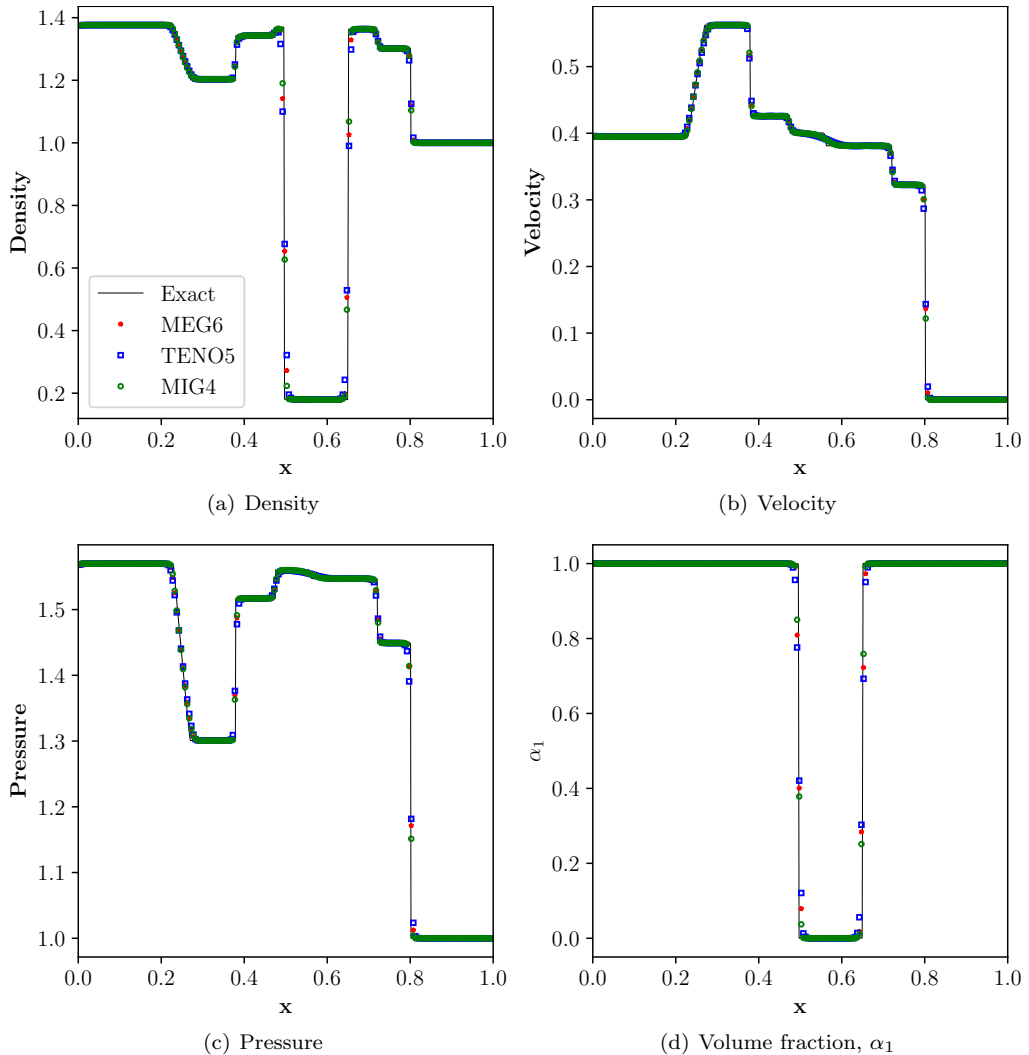 1.4
1.2
1.0
0.8
0.6
0.4
0.2
Density
Exact
MEG6
TENO5
MIG4
0.0 0.2 0.4 0.6 0.8 1.0
x
(a) Density
0.5
0.4
0.3
0.2
0.1
0.0
Velocity
0.0 0.2 0.4 0.6 0.8 1.0
x
(b) Velocity
1.5
1.4
1.3
1.2
1.1
1.0
Pressure
0.0 0.2 0.4 0.6 0.8 1.0
x
(c) Pressure
1.0
0.8
0.6
0.4
0.2
0.0
α₁
0.0 0.2 0.4 0.6 0.8 1.0
x
(d) Volume fraction, α₁